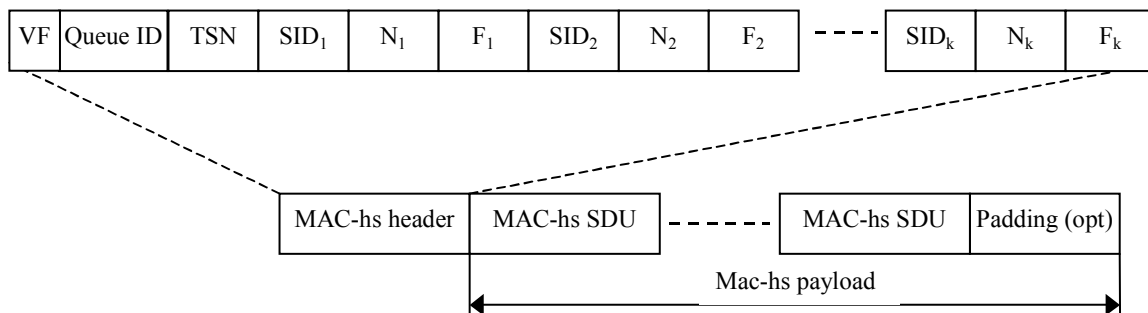 VF Queue ID TSN SID₁ N₁ F₁ SID₂ N₂ F₂ SIDₖ Nₖ Fₖ
MAC-hs header MAC-hs SDU MAC-hs SDU Padding (opt)
Mac-hs payload